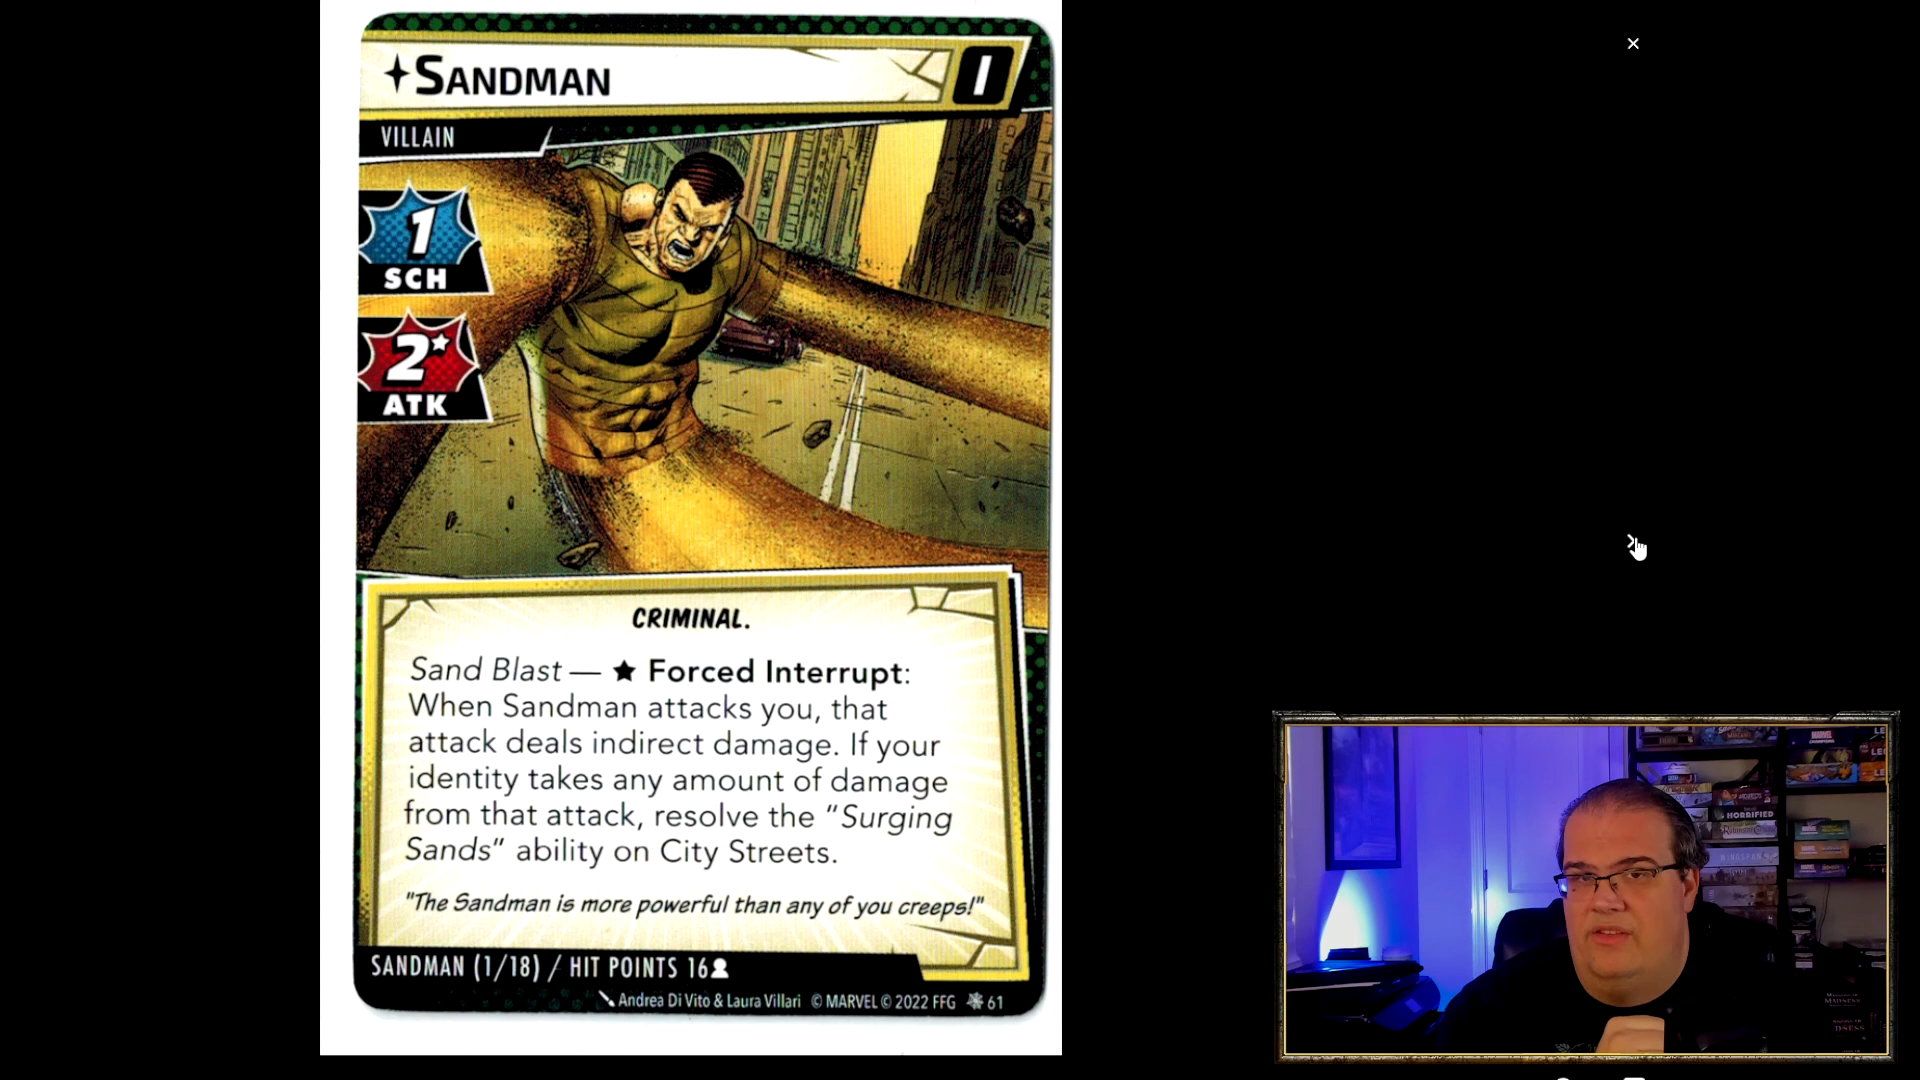 SANDMAN
I
VILLAIN
1
SCH
2
ATK
CRIMINAL.
Sand Blast — ★ Forced Interrupt:
When Sandman attacks you, that
attack deals indirect damage. If your
identity takes any amount of damage
from that attack, resolve the "Surging
Sands" ability on City Streets.
"The Sandman is more powerful than any of you creeps!"
SANDMAN (1/18) / HIT POINTS 16
Andrea Di Vito & Laura Villari © MARVEL © 2022 FFG 61
HORRIFIED